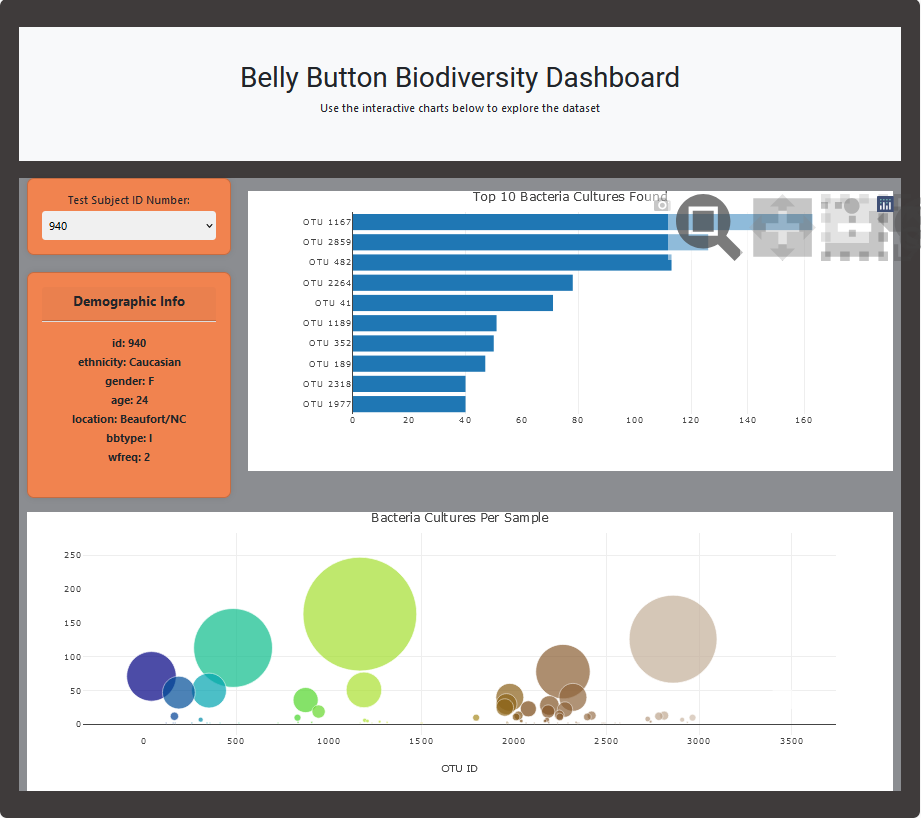 Belly Button Biodiversity Dashboard
Use the interactive charts below to explore the dataset
Test Subject ID Number:
940
Demographic Info
id: 940
ethnicity: Caucasian
gender: F
age: 24
location: Beaufort/NC
bbtype: I
wfreq: 2
Top 10 Bacteria Cultures Found
OTU 1167
OTU 2859
OTU 482
OTU 2264
OTU 41
OTU 1189
OTU 352
OTU 189
OTU 2318
OTU 1977
0 20 40 60 80 100 120 140 160
Bacteria Cultures Per Sample
250
200
150
100
50
0
0 500 1000 1500 2000 2500 3000 3500
OTU ID